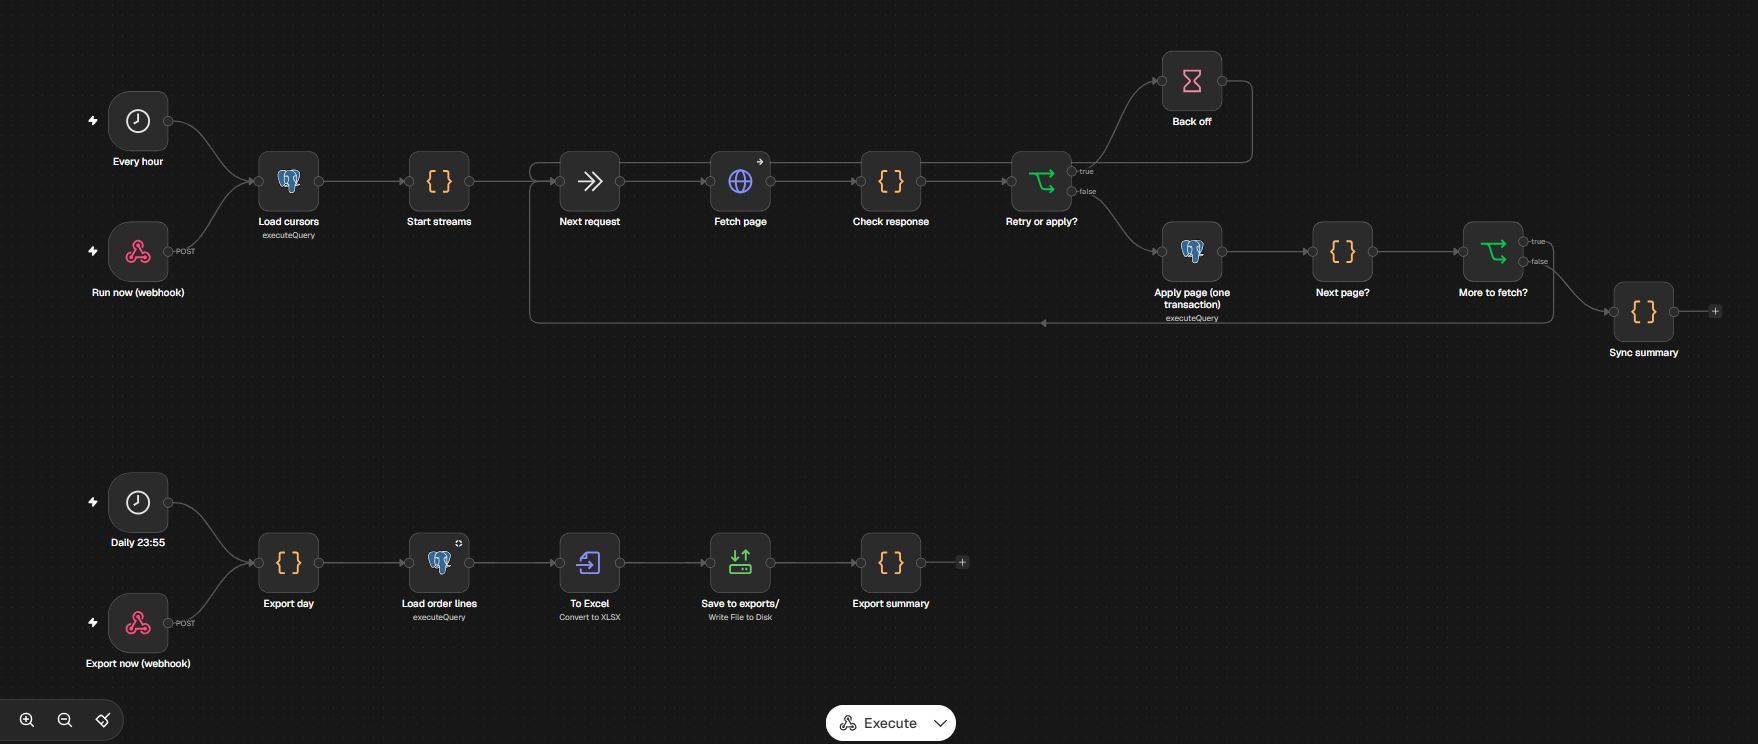 Back off
Every hour
true
false
Load cursors
executeQuery
Start streams
Next request
Fetch page
Check response
Retry or apply?
POST
Run now (webhook)
true
false
Apply page (one
transaction)
executeQuery
Next page?
More to fetch?
Sync summary
Daily 23:55
Export day
Load order lines
executeQuery
To Excel
Convert to XLSX
Save to exports/
Write File to Disk
Export summary
POST
Export now (webhook)
Execute